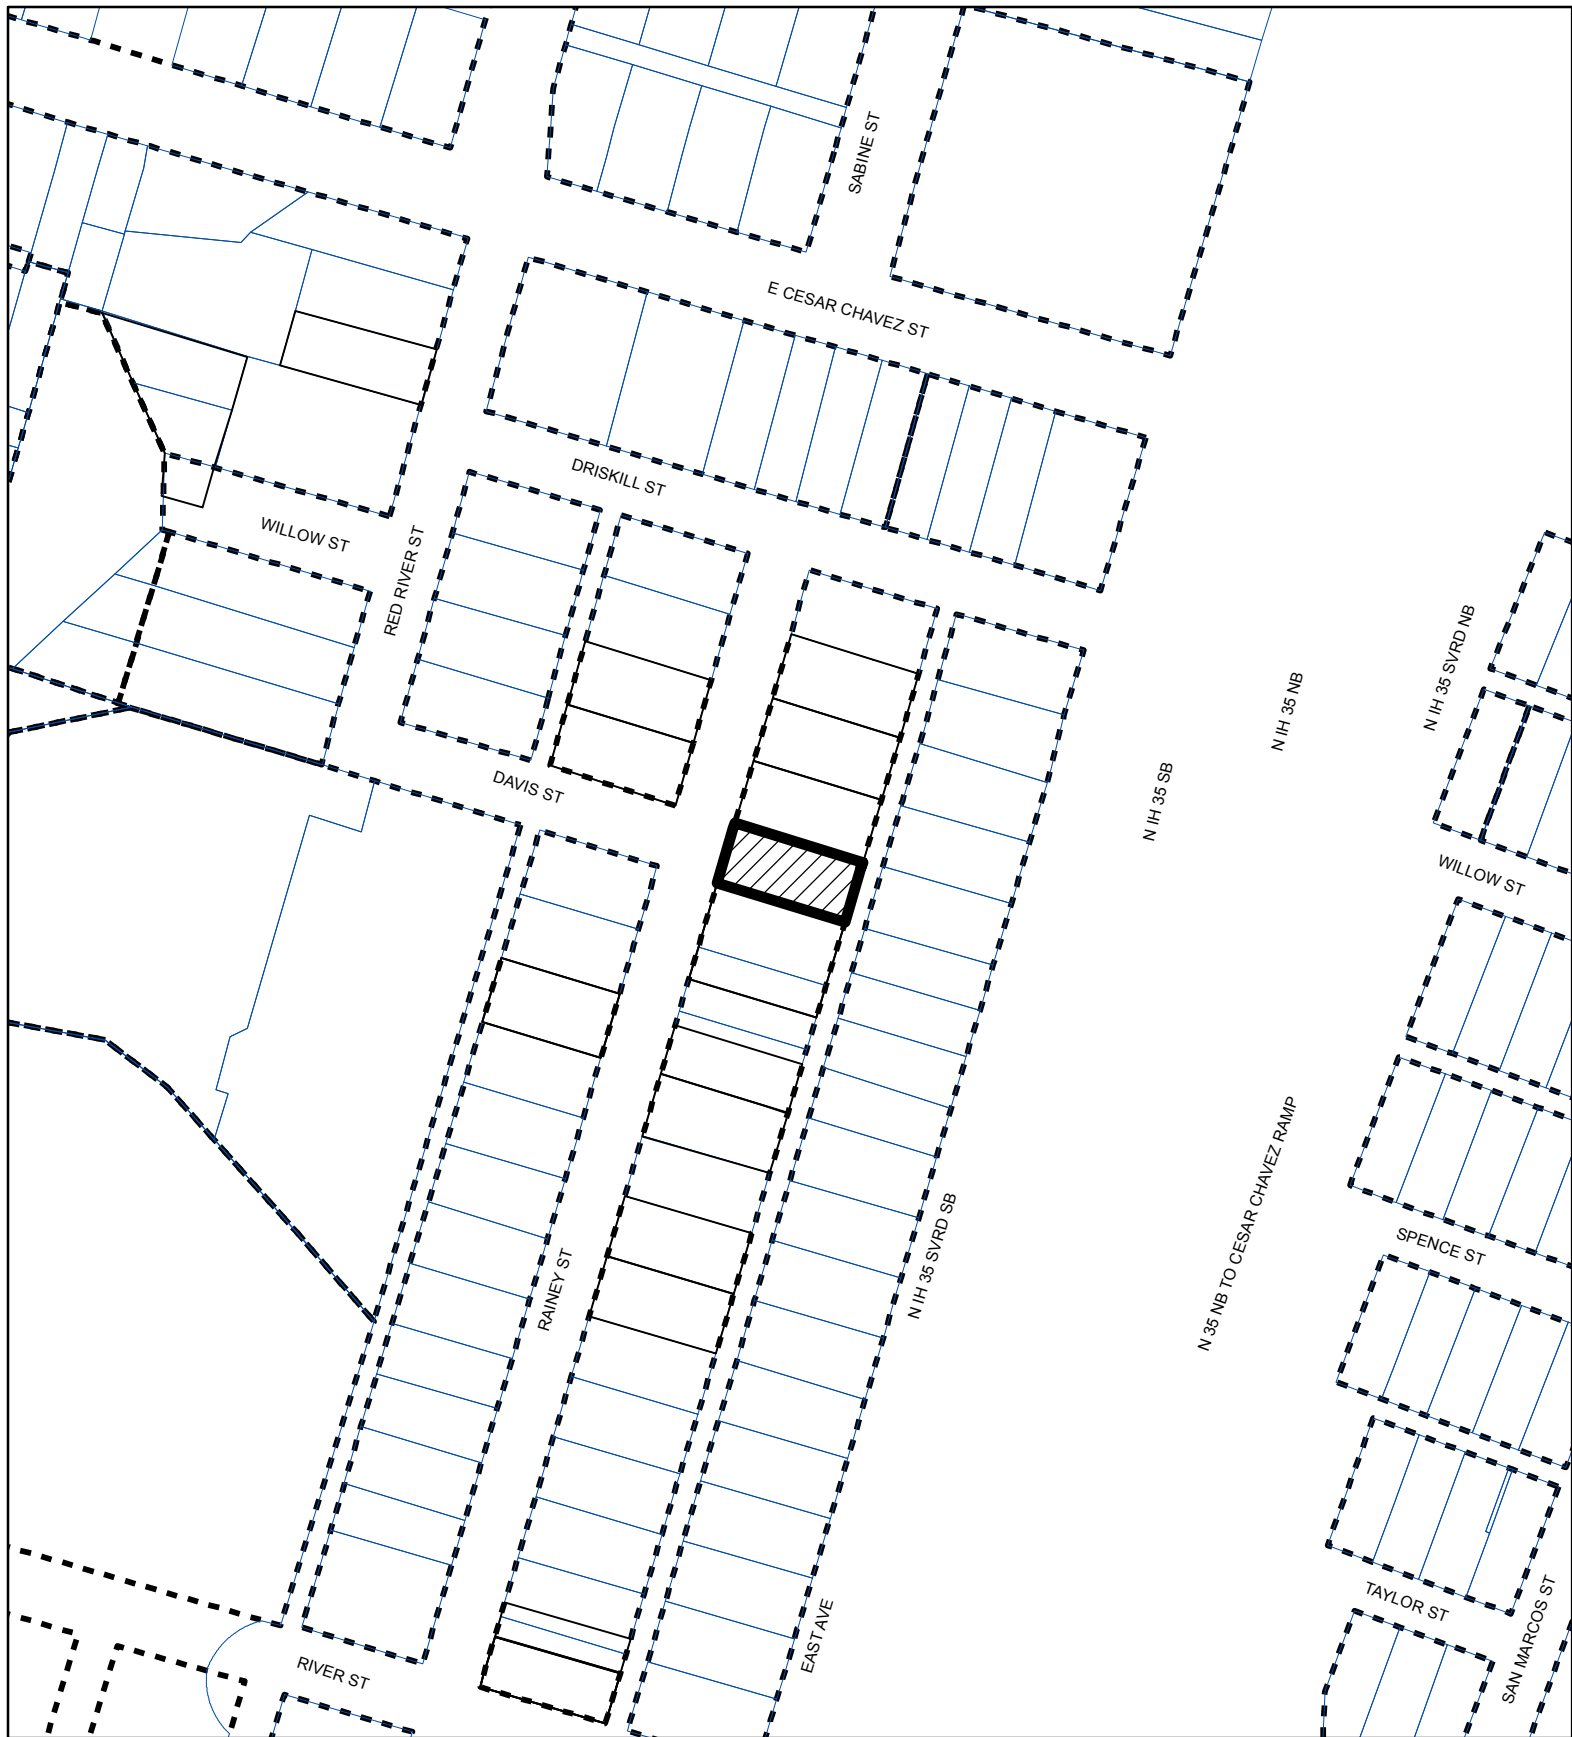 SABINE ST
E CESAR CHAVEZ ST
DRISKILL ST
WILLOW ST
RED RIVER ST
N IH 35 SVRD NB
N IH 35 NB
N IH 35 SB
DAVIS ST
WILLOW ST
N 35 NB TO CESAR CHAVEZ RAMP
N IH 35 SVRD SB
SPENCE ST
RAINEY ST
TAYLOR ST
SAN MARCOS ST
EAST AVE
RIVER ST